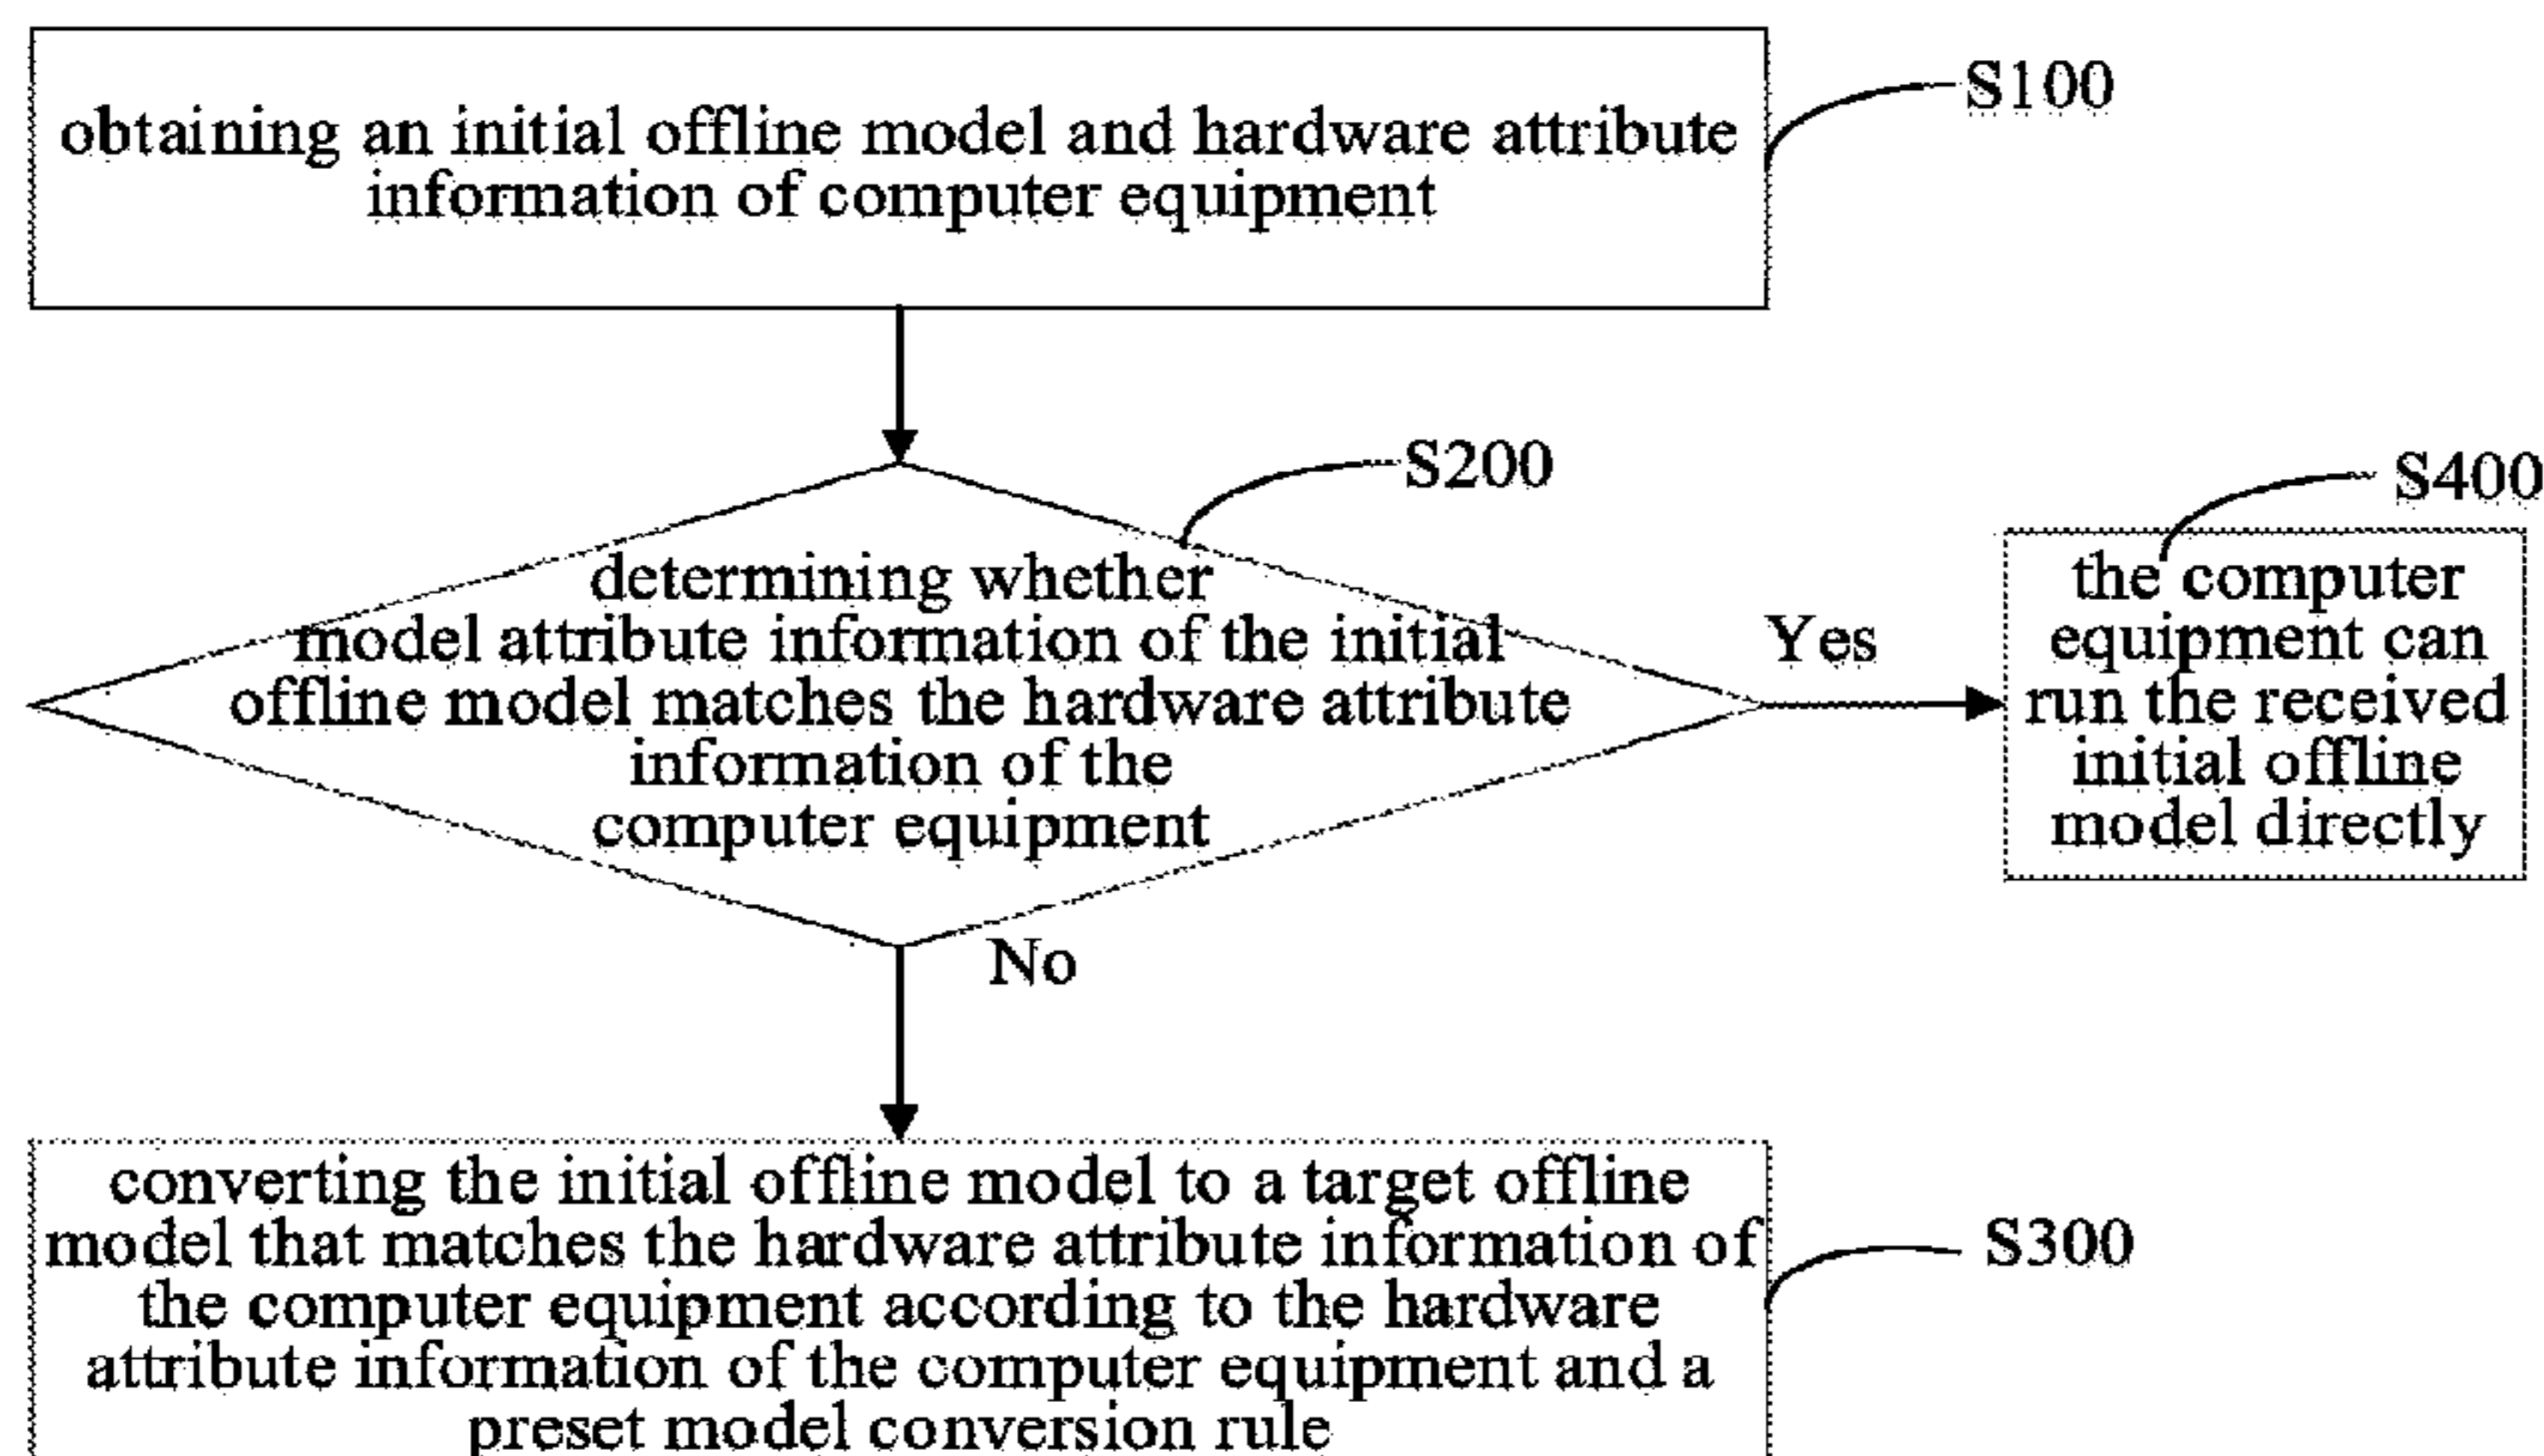 obtaining an initial offline model and hardware attribute
information of computer equipment
S100
S200
determining whether
model attribute information of the initial
offline model matches the hardware attribute
information of the
computer equipment
Yes
S400
the computer
equipment can
run the received
initial offline
model directly
No
converting the initial offline model to a target offline
model that matches the hardware attribute information of
the computer equipment according to the hardware
attribute information of the computer equipment and a
preset model conversion rule
S300